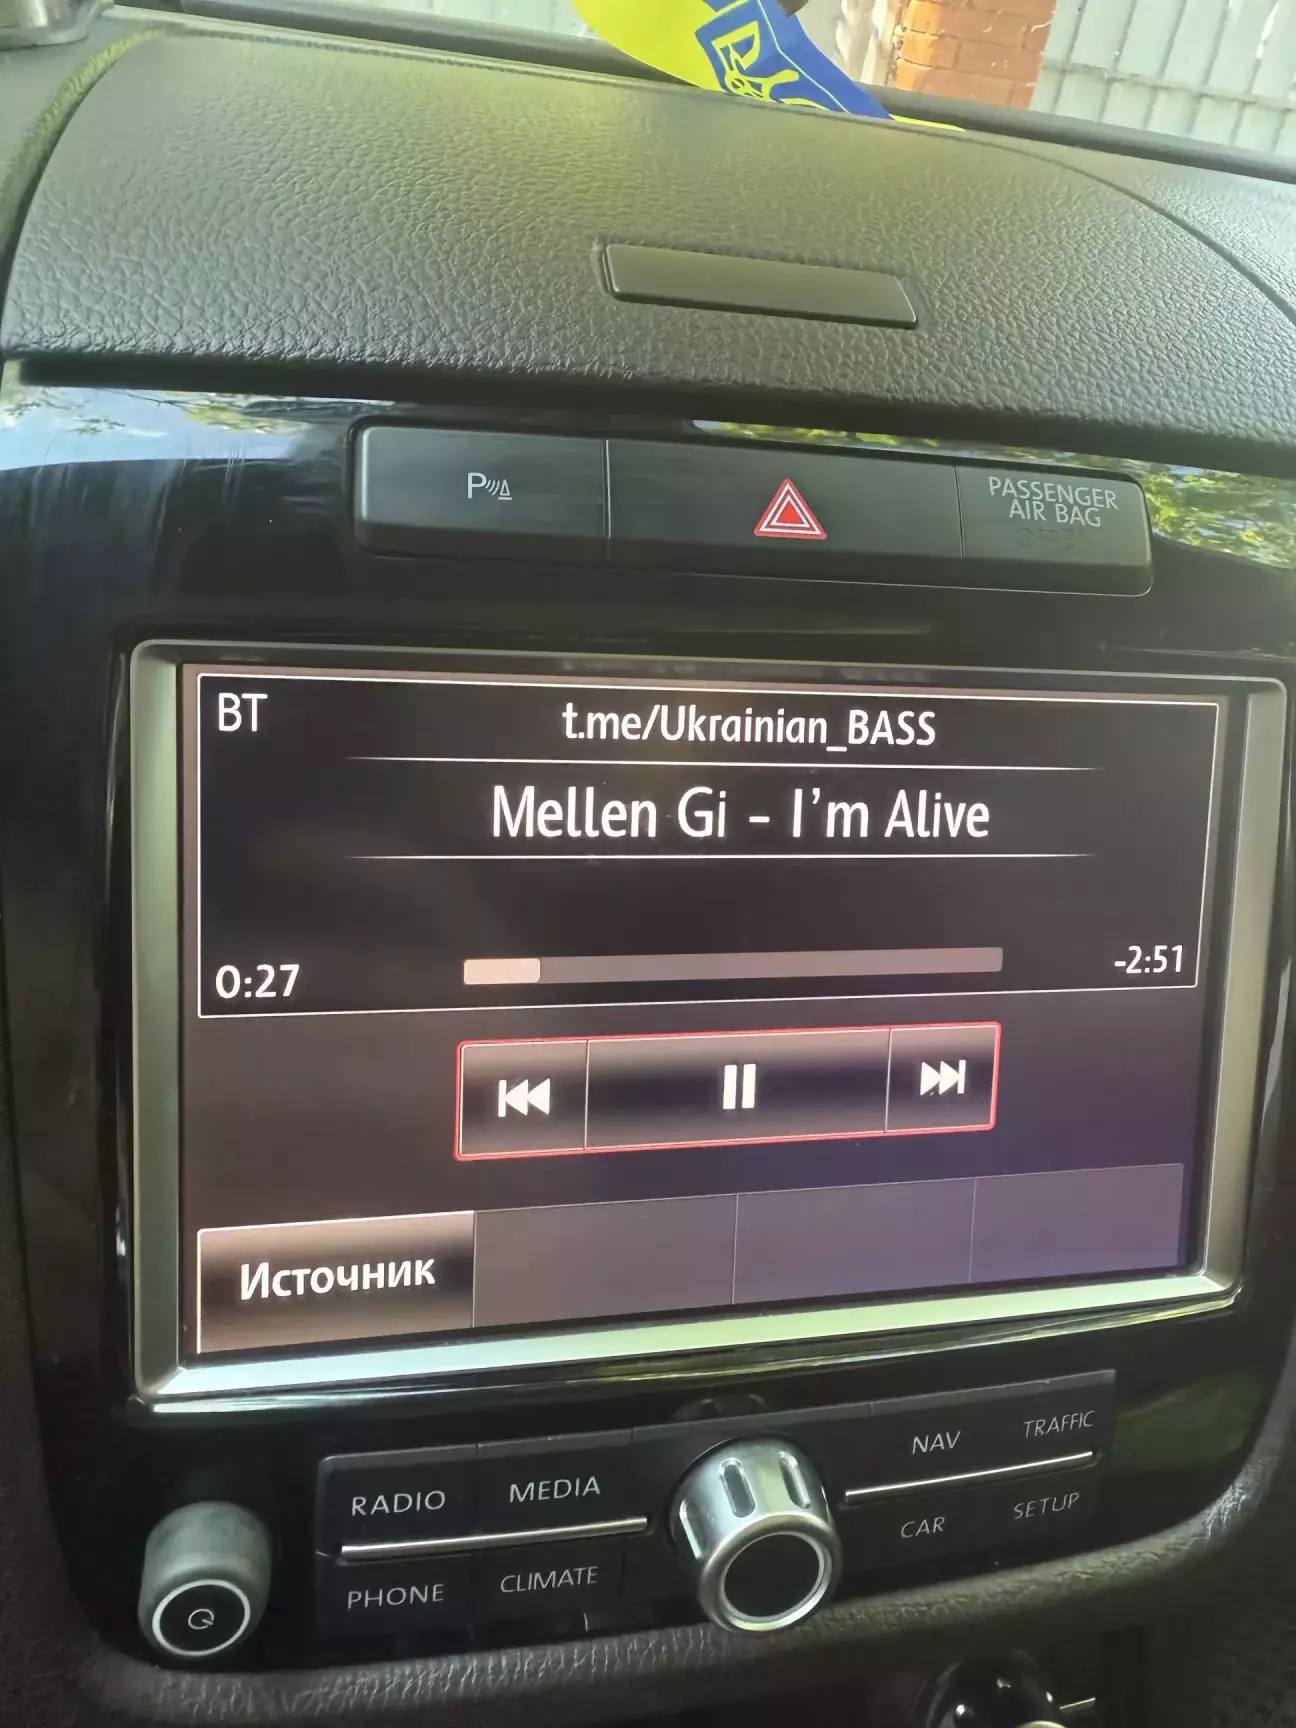 P
PASSENGER
AIR BAG
BT
t.me/Ukrainian_BASS
Mellen Gi - I'm Alive
0:27
-2:51
Источник
RADIO
MEDIA
NAV
TRAFFIC
PHONE
CLIMATE
CAR
SETUP